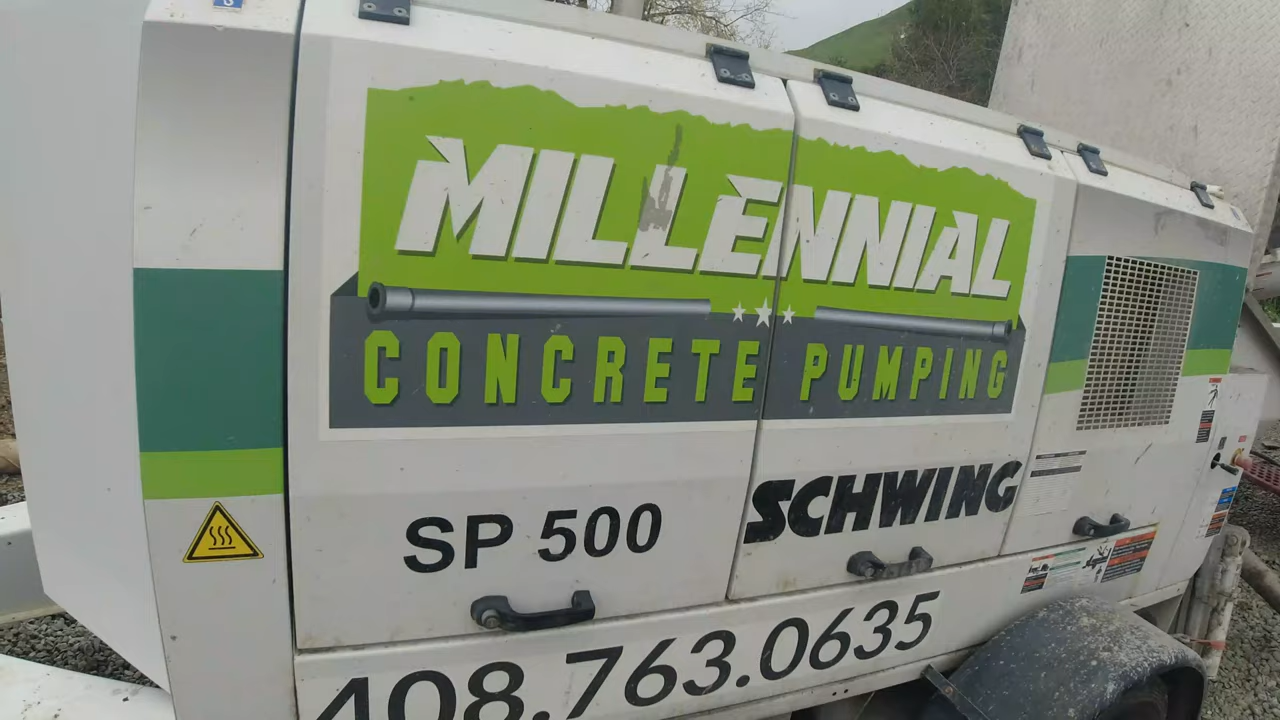 MILLENNIAL
CONCRETE PUMPING
SP 500
SCHWING
408.763.0635